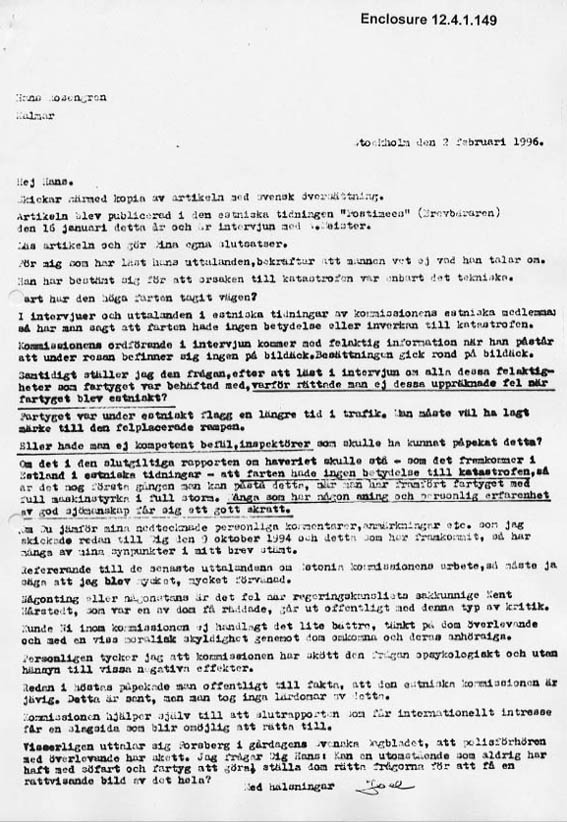 Enclosure 12.4.1.149
Hans Rosengren
Kalmar
Stockholm den 2 februari 1996.
Hej Hans.
Skickar härmed kopia av artikeln med svensk översättning.
Artikeln blev publicerad i den estniska tidningen "Postimees" (Brevbäraren)
den 16 januari detta år och är intervjun med .Meister.
Läs artikeln och gör Dina egna slutsatser.
För mig som har läst hans uttalanden,bekräftar att mannen vet ej vad han talar om.
Man har bestämt sig för att orsaken till katastrofen var enbart det tekniska.
Vart har den höga farten tagit vägen?
I intervjuer och uttalanden i estniska tidningar av kommissionens estniska medlemmar
så har man sagt att farten hade ingen betydelse eller inverkan till katastrofen.
Kommissionens ordförande i intervjun kommer med felaktig information när han påstår
att under resan befinner sig ingen på bildäck.Besättningen gick rond på bildäck.
Samtidigt ställer jag den frågan,efter att läst i intervjun om alla dessa felaktig-
heter som fartyget var behäftad med,varför rättade man ej dessa uppräknade fel när
fartyget blev estniskt?
Fartyget var under estniskt flagg en längre tid i trafik. Man måste väl ha lagt
märke till den felplacerade rampen.
Eller hade man ej kompetent befäl,inspektörer som skulle ha kunnat påpekat detta?
Om det i den slutgiltiga rapporten om haveriet skulle stå - som det framkommer i
Estland i estniska tidningar - att farten hade ingen betydelse till katastrofen,så
är det nog första gången man kan påstå detta, när man har framfört fartyget med
full maskinstyrka i full storm. Många som har någon aning och personlig erfarenhet
av god sjömanskap får sig ett gott skratt.
Om Du jämför mina nedtecknade personliga kommentarer,anmärkningar etc. som jag
skickade redan till Dig den 9 oktober 1994 och detta som har framkommit, så har
många av mina synpunkter i mitt brev stämt.
Refererande till de senaste uttalandena om Estonia kommissionens arbete,så måste ja
säga att jag blev mycket, mycket förvånad.
Någonting eller någonstans är det fel när regeringskansliets sakkunnige Kent
Härstedt, som var en av dom få räddade, går ut offentligt med denna typ av kritik.
Kunde Ni inom kommissionen ej handlagt det lite bättre, tänkt på dom överlevande
och med en viss moralisk skyldighet genemot dom omkomna och deras anhöriga.
Personligen tycker jag att kommissionen har skött den frågan opsykologiskt och utan
hänsyn till vissa negativa effekter.
Redan i höstas påpekade man offentligt till fakta, att den estniska kommissionen är
jävig. Detta är sant, men man tog inga lärdomar av detta.
Kommissionen hjälper själv till att slutrapporten som får internationellt intresse
får en slagsida som blir omöjlig att rätta till.
Visserligen uttalar sig Forsberg i gårdagens Svenska Dagbladet, att polisförhören
med överlevande har skett. Jag frågar Dig Hans: Kan en utomstående som aldrig har
haft med sjöfart och fartyg att göra, ställa dom rätta frågorna för att få en
rättvisande bild av det hela?
Med hälsningar